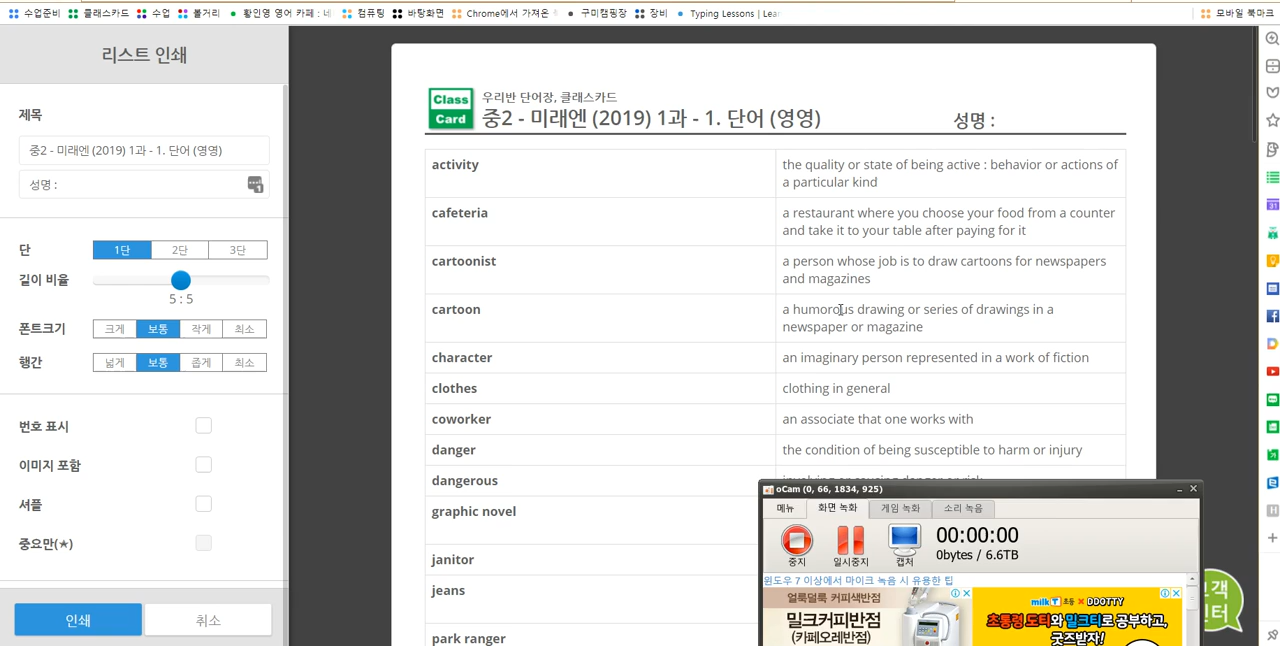 수업준비 클래스카드 수업 볼거리 황인영 영어 카페 : 네 컴퓨팅 바탕화면 Chrome에서 가져온 구미캠핑장 장비 Typing Lessons | Lear 모바일 북마크
리스트 인쇄
제목
중2 - 미래엔 (2019) 1과 - 1. 단어 (영영)
성명 :
단 1단 2단 3단
길이 비율
5 : 5
폰트크기 크게 보통 작게 최소
행간 넓게 보통 좁게 최소
번호 표시
이미지 포함
셔플
중요만(★)
인쇄 취소
Class
Card
우리반 단어장, 클래스카드
중2 - 미래엔 (2019) 1과 - 1. 단어 (영영) 성명 :
activity the quality or state of being active : behavior or actions of
a particular kind
cafeteria a restaurant where you choose your food from a counter
and take it to your table after paying for it
cartoonist a person whose job is to draw cartoons for newspapers
and magazines
cartoon a humorous drawing or series of drawings in a
newspaper or magazine
character an imaginary person represented in a work of fiction
clothes clothing in general
coworker an associate that one works with
danger the condition of being susceptible to harm or injury
dangerous involving or causing danger or risk
graphic novel
janitor
jeans
park ranger
oCam (0, 66, 1834, 925)
메뉴 화면 녹화 게임 녹화 소리 녹음
중지 일시중지 캡처
00:00:00
0bytes / 6.6TB
윈도우 7 이상에서 마이크 녹음 시 유용한 팁
얼룩덜룩 커피색반점
밀크커피반점
(카페오레반점)
milkT 초등 × DDOTTY
초통령 도티와 밀크티로 공부하고,
굿즈받자!
31